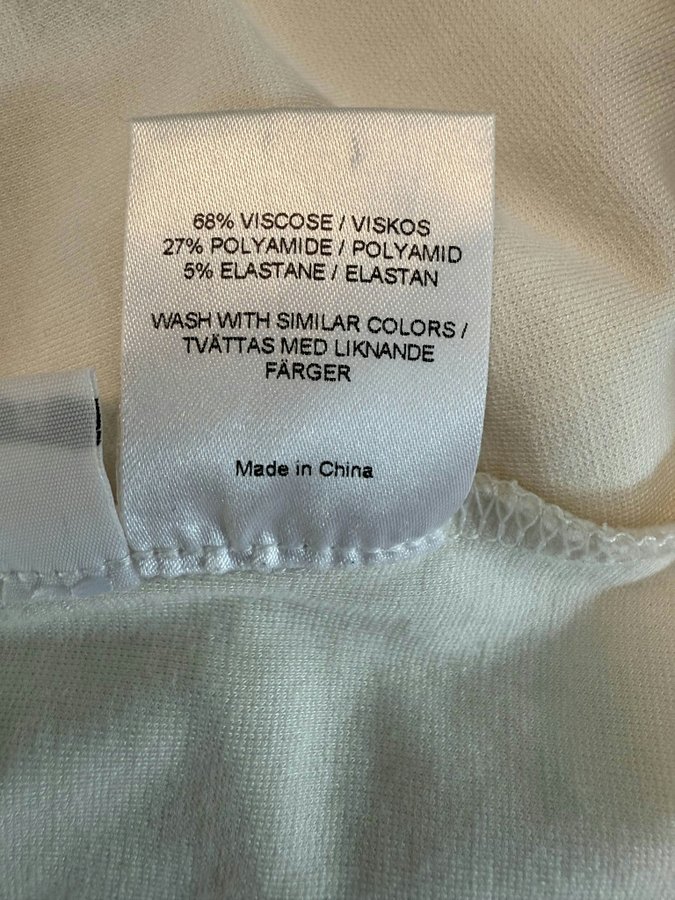 68% VISCOSE / VISKOS
27% POLYAMIDE / POLYAMID
5% ELASTANE / ELASTAN
WASH WITH SIMILAR COLORS /
TVÄTTAS MED LIKNANDE
FÄRGER
Made in China